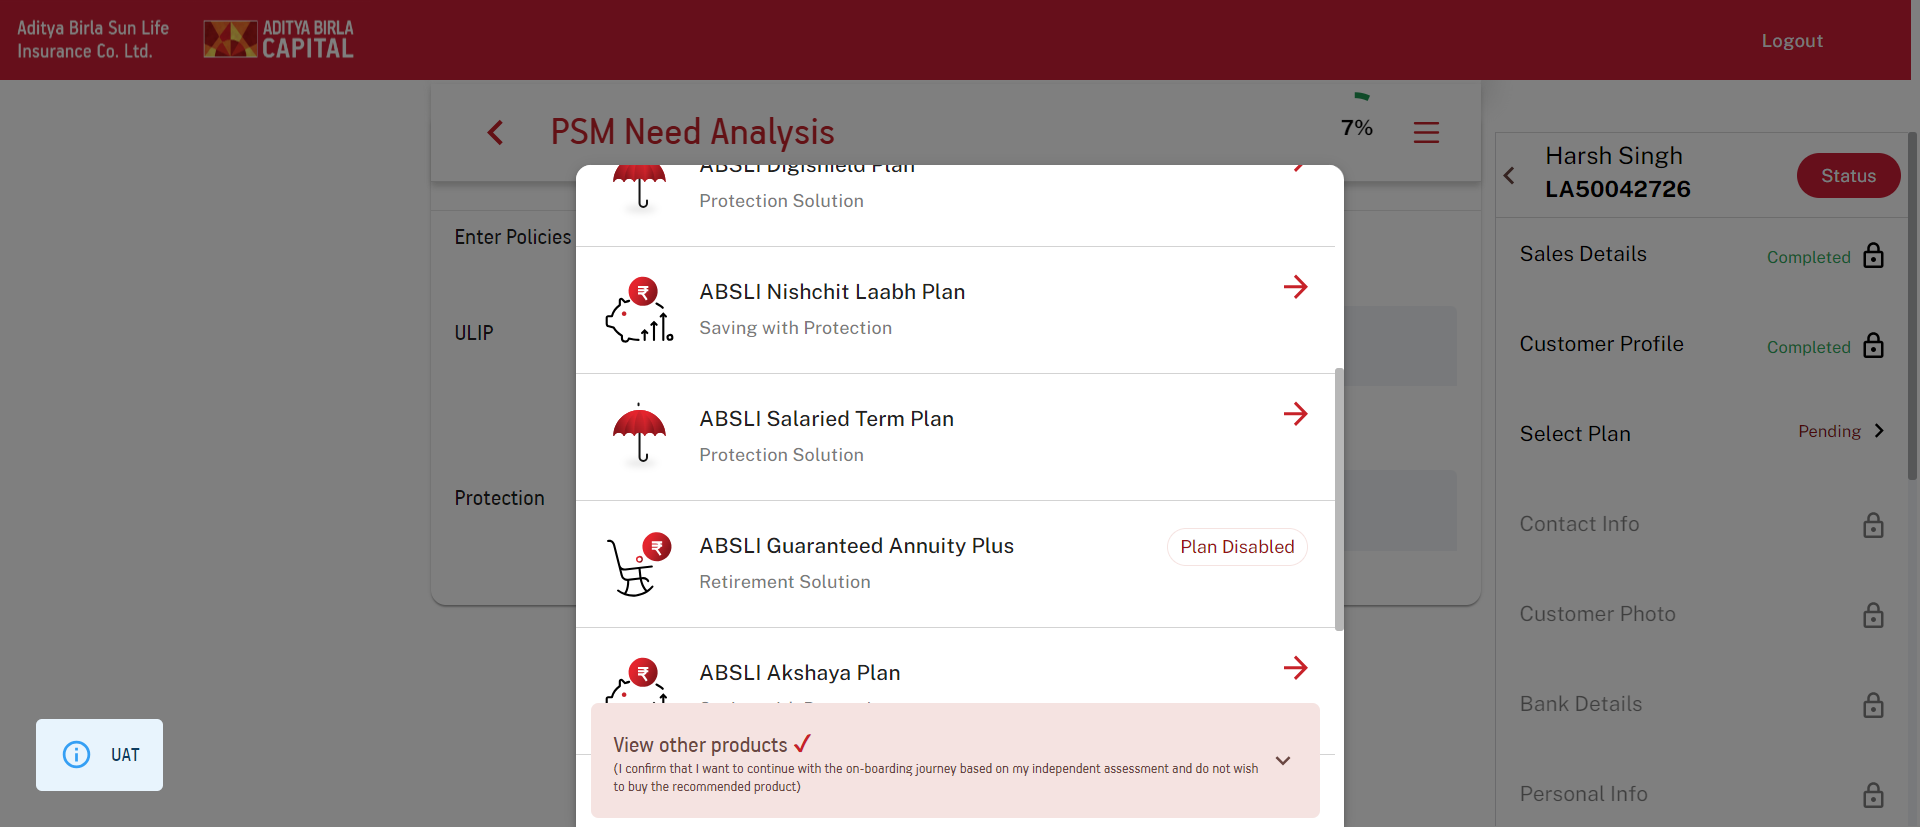 Aditya Birla Sun Life
Insurance Co. Ltd.
ADITYA BIRLA
CAPITAL
Logout
PSM Need Analysis
7%
Harsh Singh
LA50042726
Status
ABSLI Digishield Plan
Protection Solution
Enter Policies
Sales Details
Completed
ABSLI Nishchit Laabh Plan
Saving with Protection
ULIP
Customer Profile
Completed
ABSLI Salaried Term Plan
Protection Solution
Select Plan
Pending
Protection
Contact Info
ABSLI Guaranteed Annuity Plus
Plan Disabled
Retirement Solution
Customer Photo
ABSLI Akshaya Plan
Bank Details
View other products
(I confirm that I want to continue with the on-boarding journey based on my independent assessment and do not wish
to buy the recommended product)
UAT
Personal Info